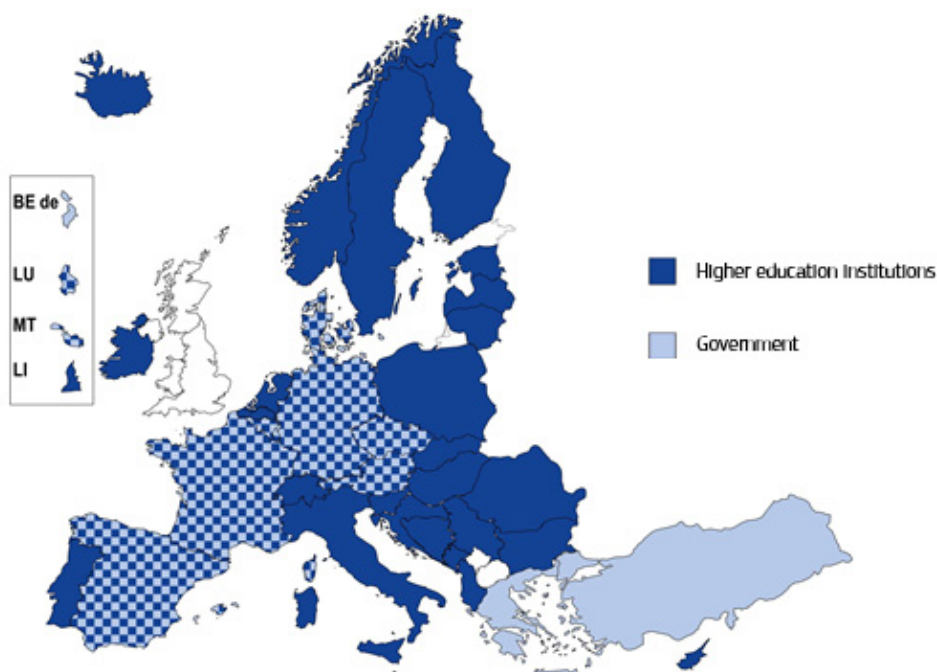 BE de
LU
MT
LI
Higher education institutions
Government